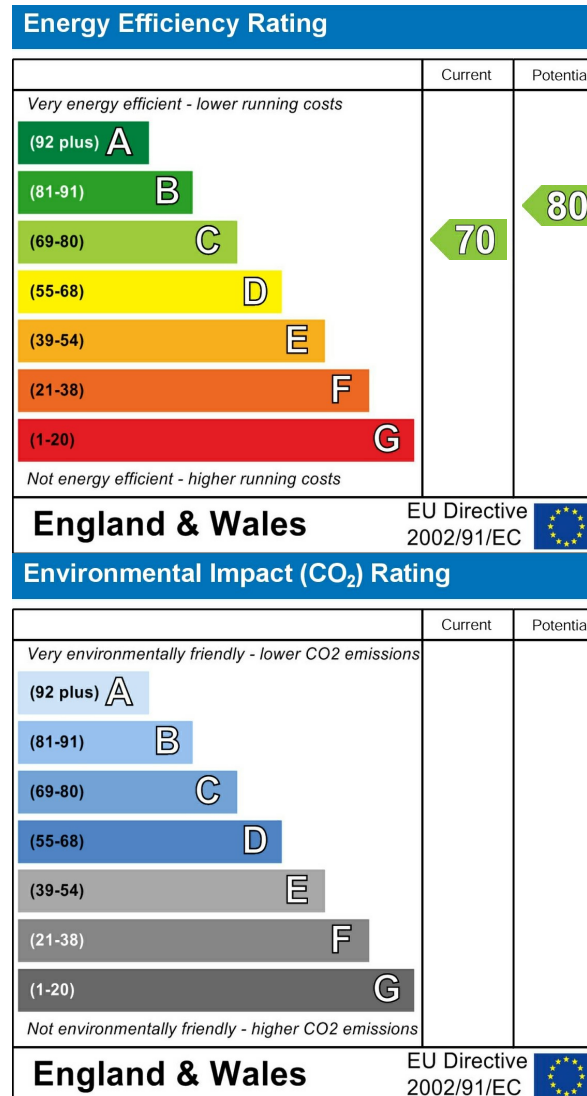 Energy Efficiency Rating
Current Potentia
Very energy efficient - lower running costs
(92 plus) A
(81-91) B
(69-80) C
(55-68) D
(39-54) E
(21-38) F
(1-20) G
70
80
Not energy efficient - higher running costs
England & Wales
EU Directive
2002/91/EC
Environmental Impact (CO₂) Rating
Current Potentia
Very environmentally friendly - lower CO2 emissions
(92 plus) A
(81-91) B
(69-80) C
(55-68) D
(39-54) E
(21-38) F
(1-20) G
Not environmentally friendly - higher CO2 emissions
England & Wales
EU Directive
2002/91/EC